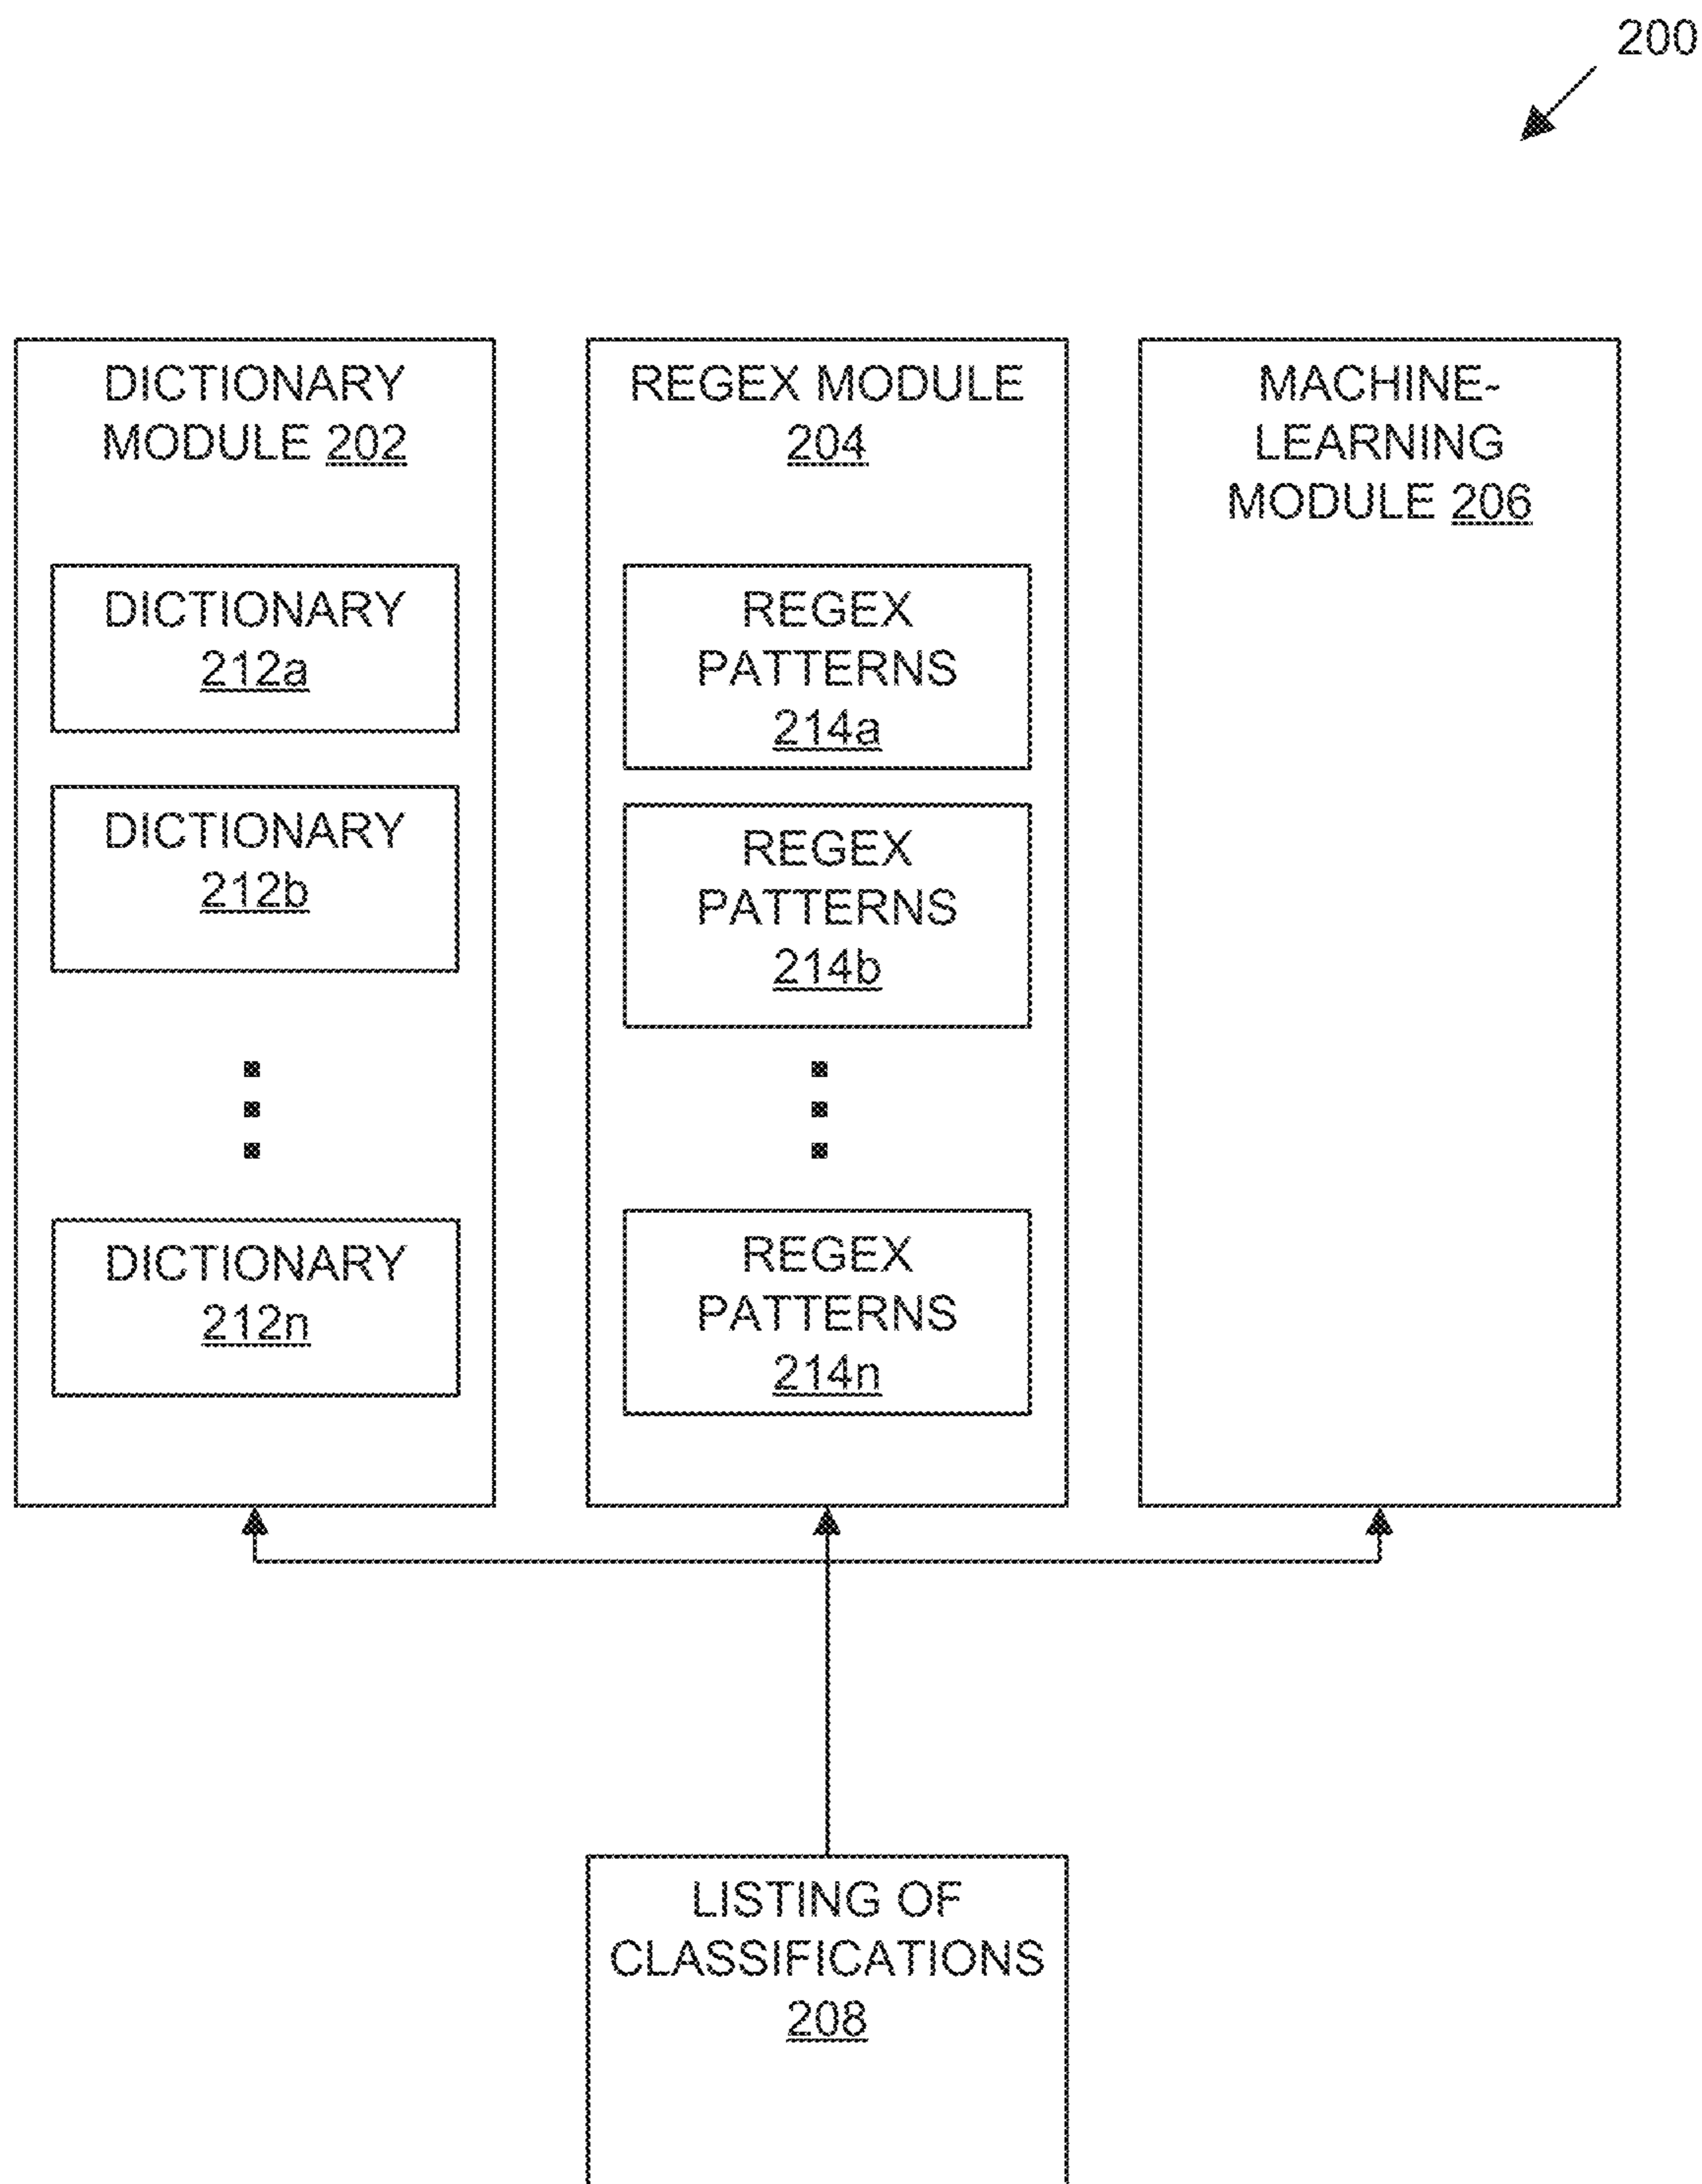 200
DICTIONARY
MODULE 202
DICTIONARY
212a
DICTIONARY
212b
DICTIONARY
212n
REGEX MODULE
204
REGEX
PATTERNS
214a
REGEX
PATTERNS
214b
REGEX
PATTERNS
214n
MACHINE-
LEARNING
MODULE 206
LISTING OF
CLASSIFICATIONS
208